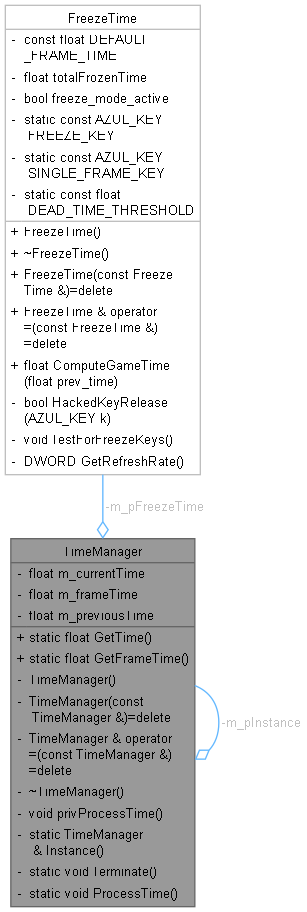 FreezeTime
- const float DEFAULT
_FRAME_TIME
- float totalFrozenTime
- bool freeze_mode_active
- static const AZUL_KEY
FREEZE_KEY
- static const AZUL_KEY
SINGLE_FRAME_KEY
- static const float
DEAD_TIME_THRESHOLD
+ FreezeTime()
+ ~FreezeTime()
+ FreezeTime(const Freeze
Time &)=delete
+ FreezeTime & operator
=(const FreezeTime &)
=delete
+ float ComputeGameTime
(float prev_time)
- bool HackedKeyRelease
(AZUL_KEY k)
- void TestForFreezeKeys()
- DWORD GetRefreshRate()
-m_pFreezeTime
TimeManager
- float m_currentTime
- float m_frameTime
- float m_previousTime
+ static float GetTime()
+ static float GetFrameTime()
- TimeManager()
- TimeManager(const
TimeManager &)=delete
- TimeManager & operator
=(const TimeManager &)
=delete
- ~TimeManager()
- void privProcessTime()
- static TimeManager
& Instance()
- static void Terminate()
- static void ProcessTime()
-m_pInstance